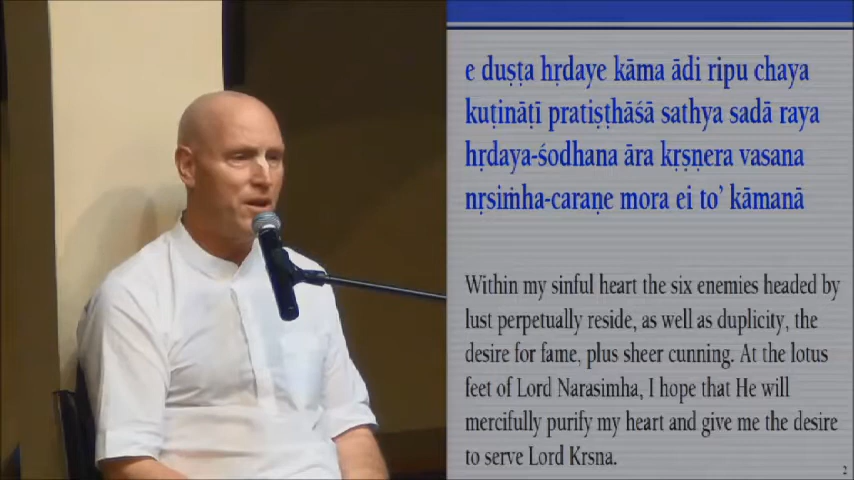 e duṣṭa hṛdaye kāma ādi ripu chaya
kuṭināṭī pratiṣṭhāśā sathya sadā raya
hṛdaya-śodhana āra kṛṣṇera vasana
nṛsiṁha-caraṇe mora ei to’ kāmanā
Within my sinful heart the six enemies headed by
lust perpetually reside, as well as duplicity, the
desire for fame, plus sheer cunning. At the lotus
feet of Lord Narasimha, I hope that He will
mercifully purify my heart and give me the desire
to serve Lord Krsna.
2